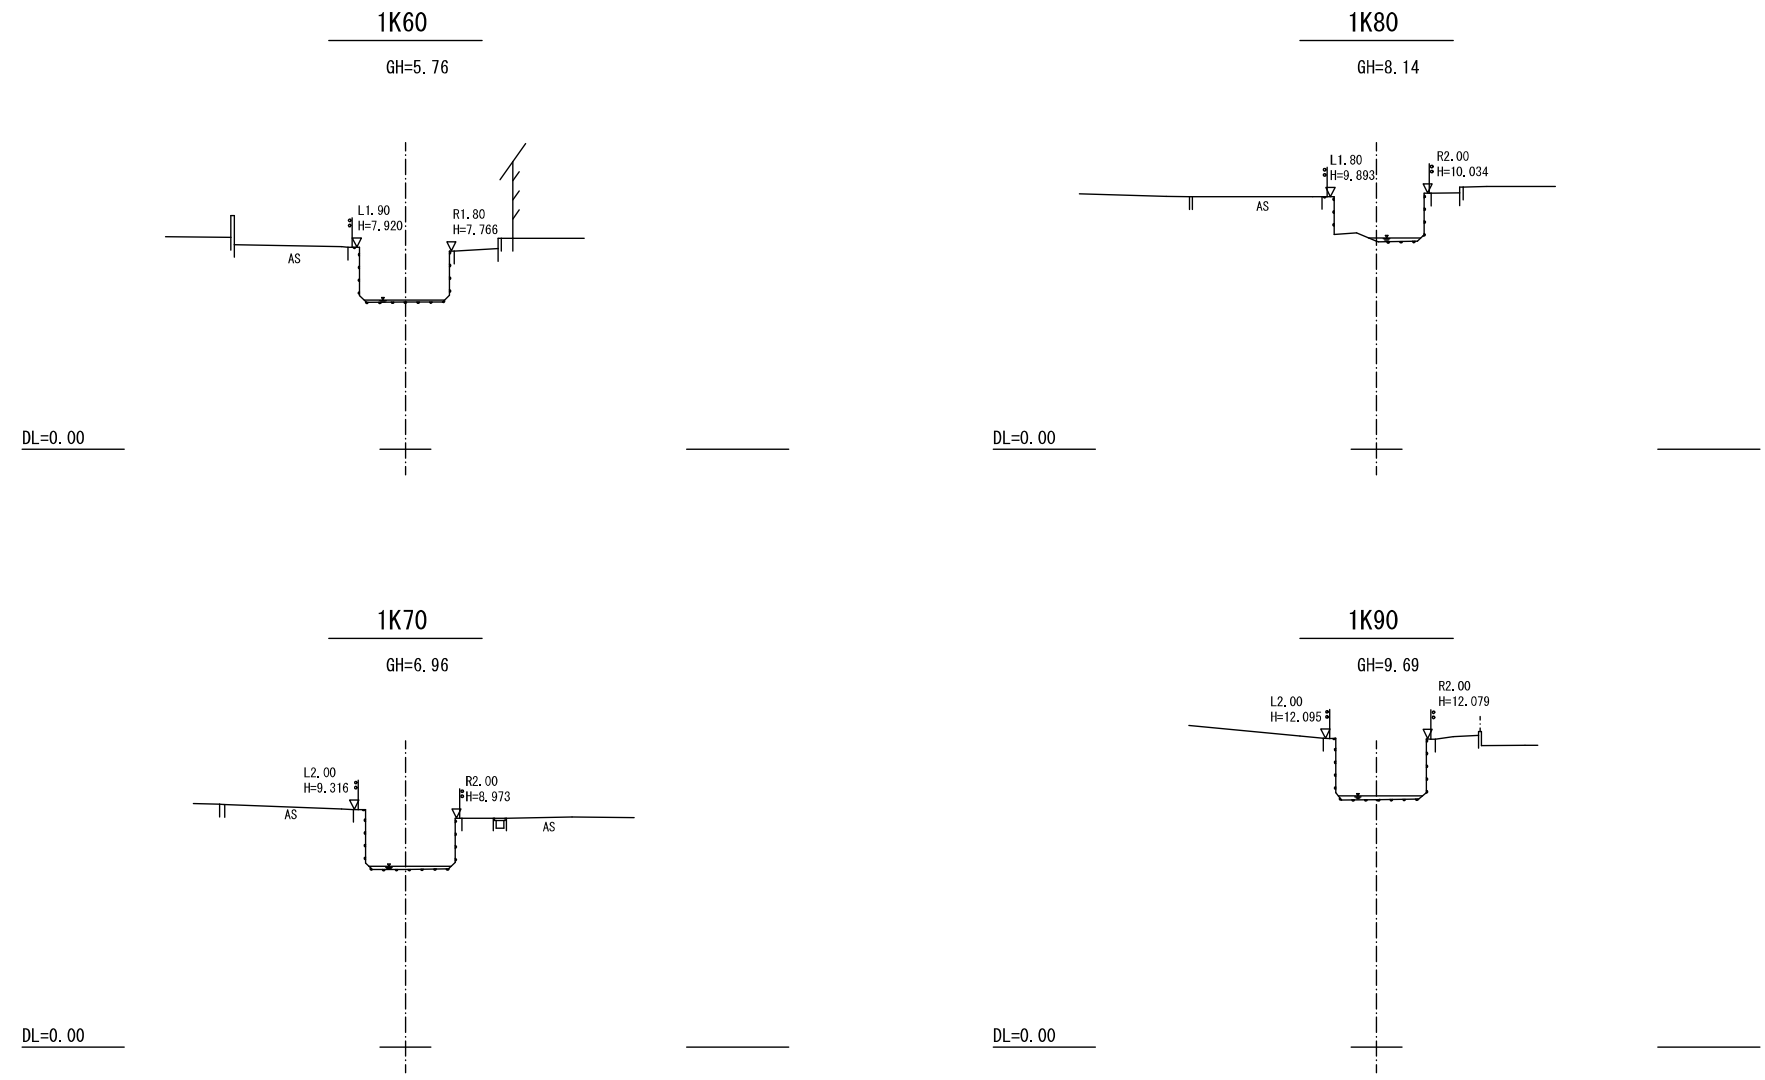 1K60
GH=5.76
L1.90
H=7.920
R1.80
H=7.766
AS
DL=0.00
1K80
GH=8.14
L1.80
H=9.893
R2.00
H=10.034
AS
DL=0.00
1K70
GH=6.96
L2.00
H=9.316
R2.00
H=8.973
AS
AS
DL=0.00
1K90
GH=9.69
L2.00
H=12.095
R2.00
H=12.079
DL=0.00